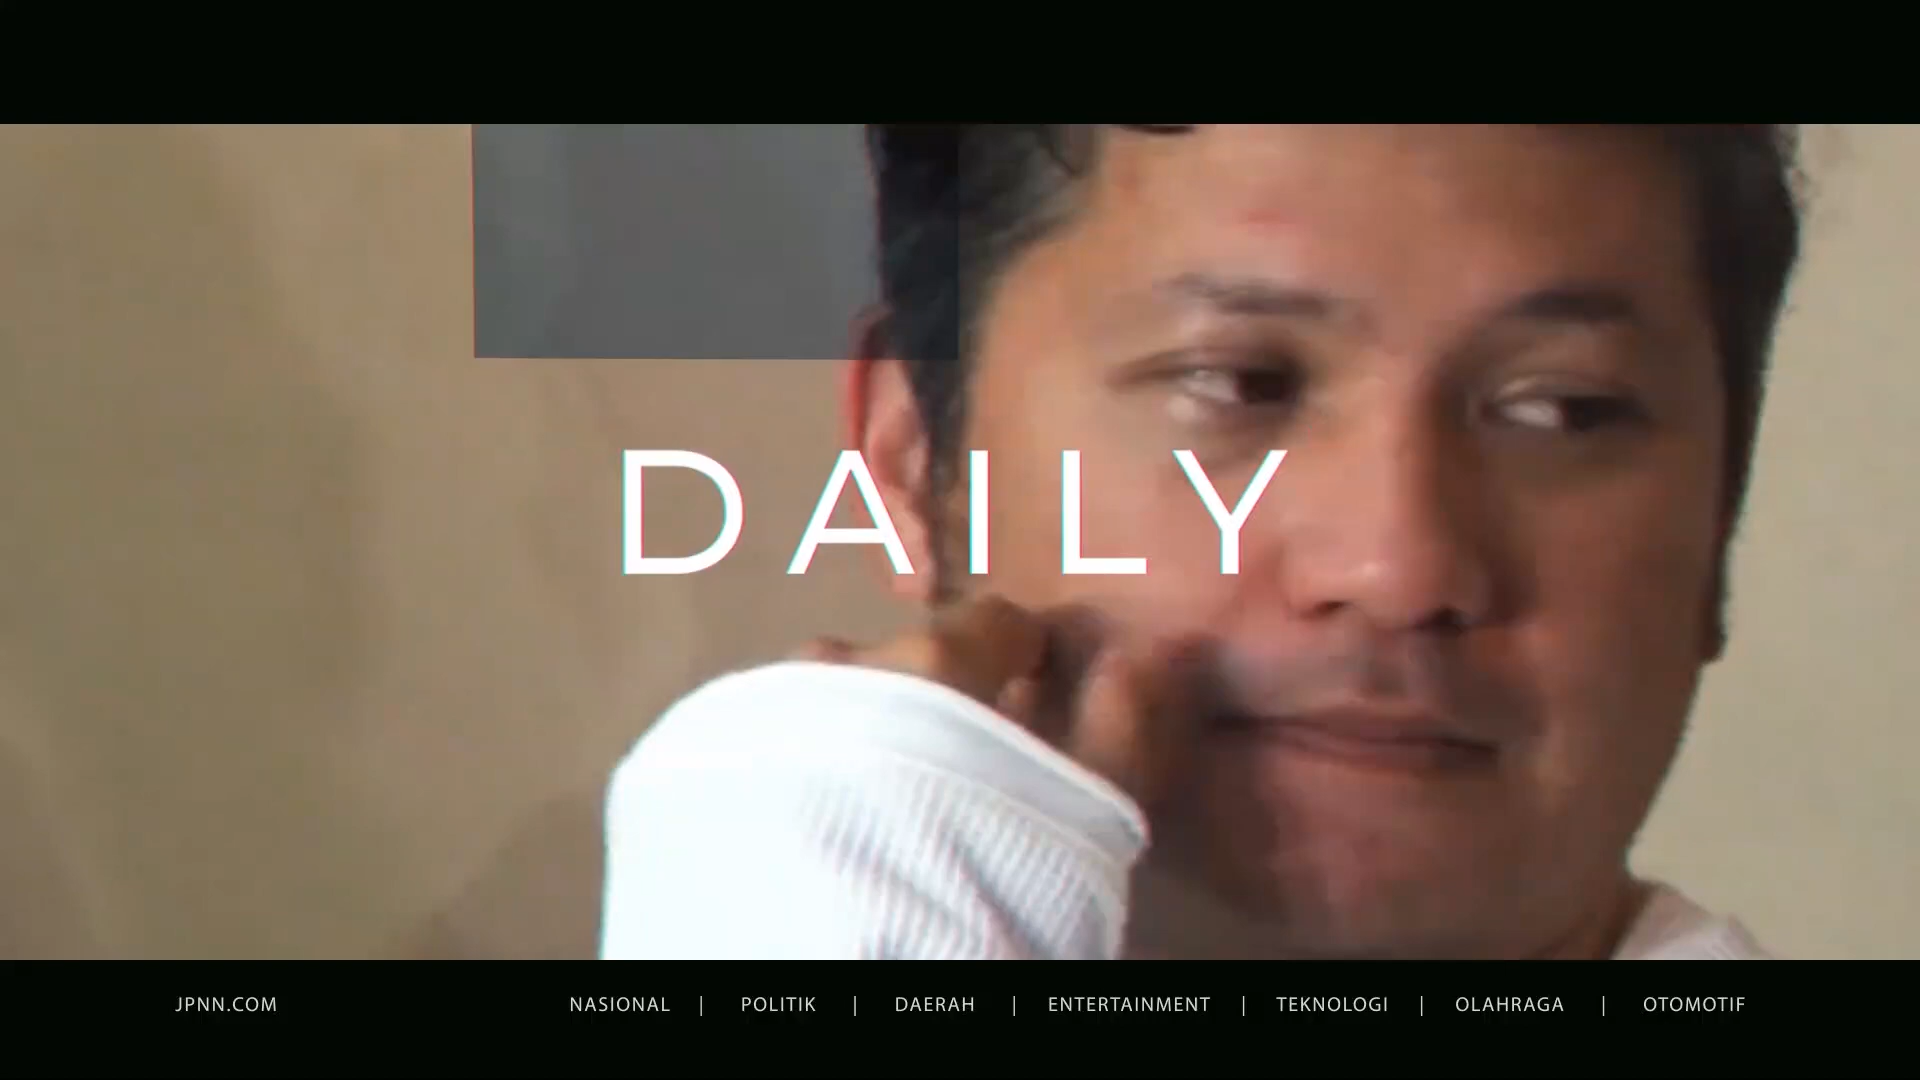 DAILY
JPNN.COM NASIONAL | POLITIK | DAERAH | ENTERTAINMENT | TEKNOLOGI | OLAHRAGA | OTOMOTIF